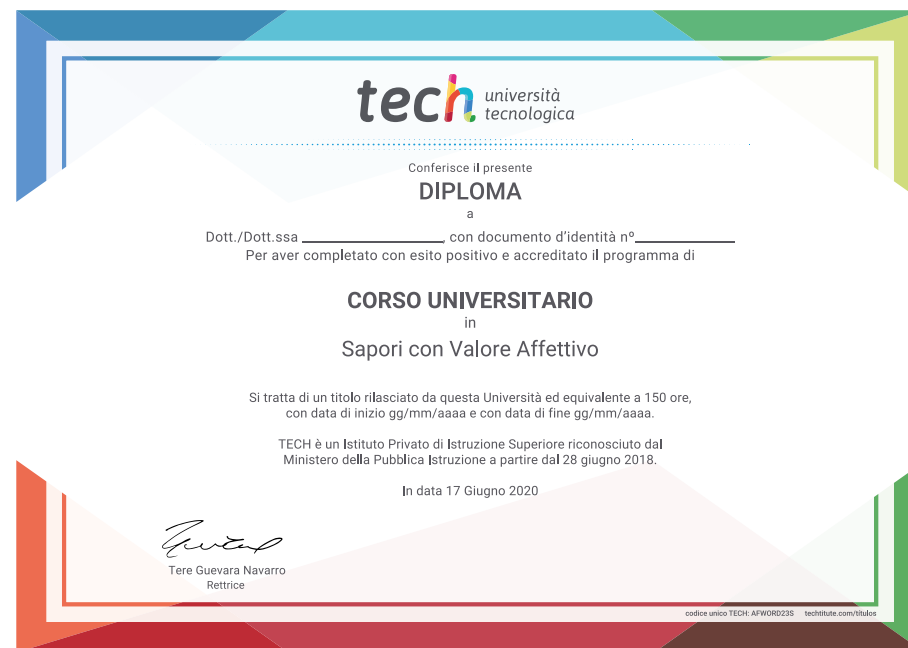 tech università
tecnologica
Conferisce il presente
DIPLOMA
a
Dott./Dott.ssa ____________________, con documento d'identità nº______________
Per aver completato con esito positivo e accreditato il programma di
CORSO UNIVERSITARIO
in
Sapori con Valore Affettivo
Si tratta di un titolo rilasciato da questa Università ed equivalente a 150 ore,
con data di inizio gg/mm/aaaa e con data di fine gg/mm/aaaa.
TECH è un Istituto Privato di Istruzione Superiore riconosciuto dal
Ministero della Pubblica Istruzione a partire dal 28 giugno 2018.
In data 17 Giugno 2020
Tere Guevara Navarro
Rettrice
codice unico TECH: AFWORD23S techtitute.com/titulos